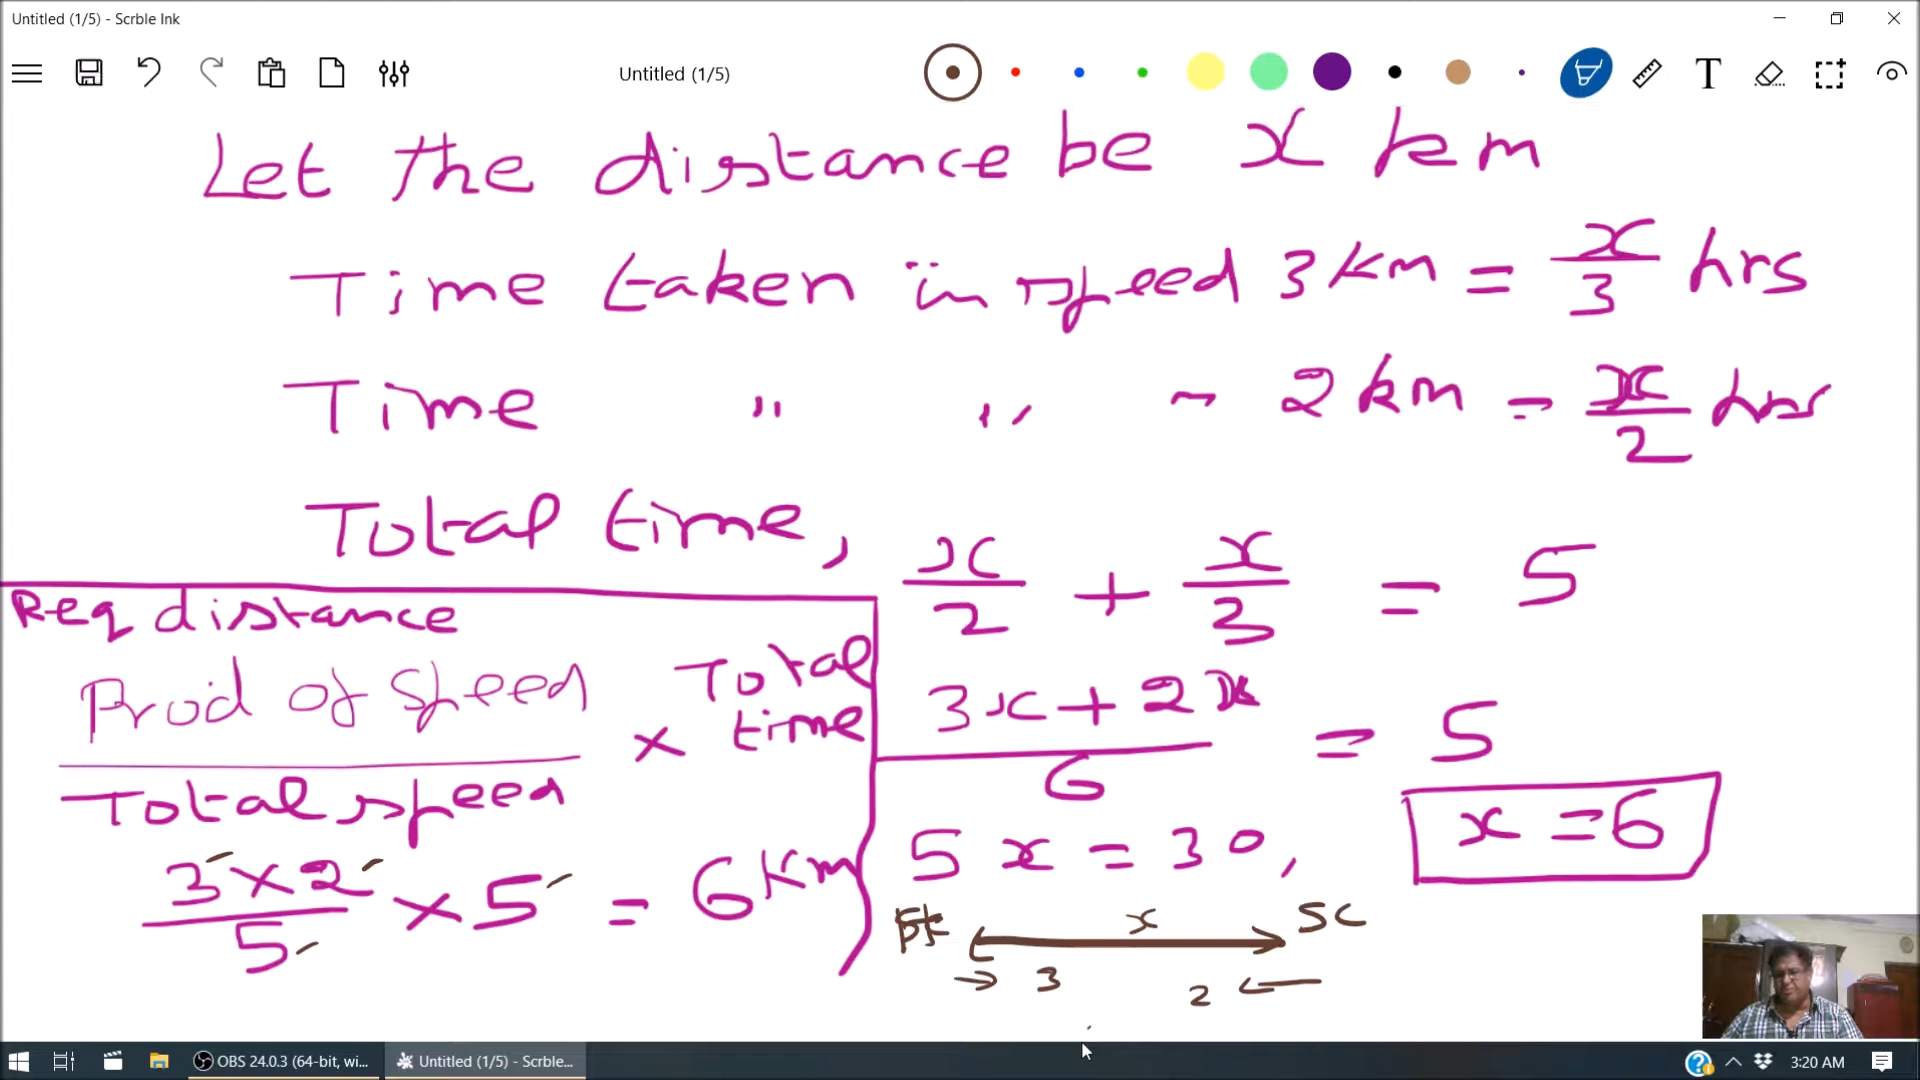 Untitled (1/5) - Scrble Ink
Untitled (1/5)
T
Let the distance be x km
Time taken in speed 3 km = x/3 hrs
Time " " ~ 2 km = x/2 hrs
Total time, x/2 + x/3 = 5
3x + 2x / 6 = 5
5x = 30, x = 6
Req distance
Prod of speed / Total speed × Total time
3 × 2 / 5 × 5 = 6 Km
x SC
3 2
OBS 24.0.3 (64-bit, wi...
Untitled (1/5) - Scrble...
3:20 AM